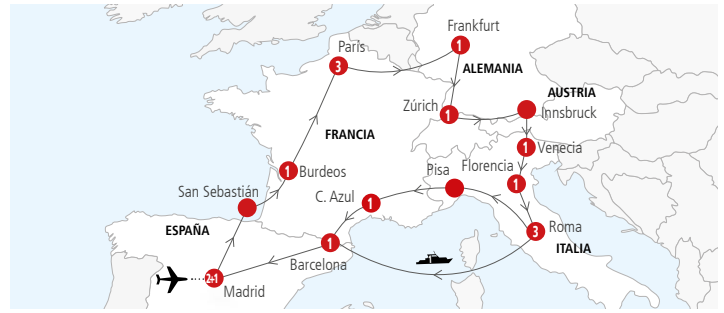 Frankfurt
1
París
3
ALEMANIA
AUSTRIA
Zúrich
1
Innsbruck
FRANCIA
1
Venecia
1
Burdeos
Pisa
Florencia
1
San Sebastián
C. Azul
1
ESPAÑA
3
Roma
1
ITALIA
Barcelona
2+1
Madrid